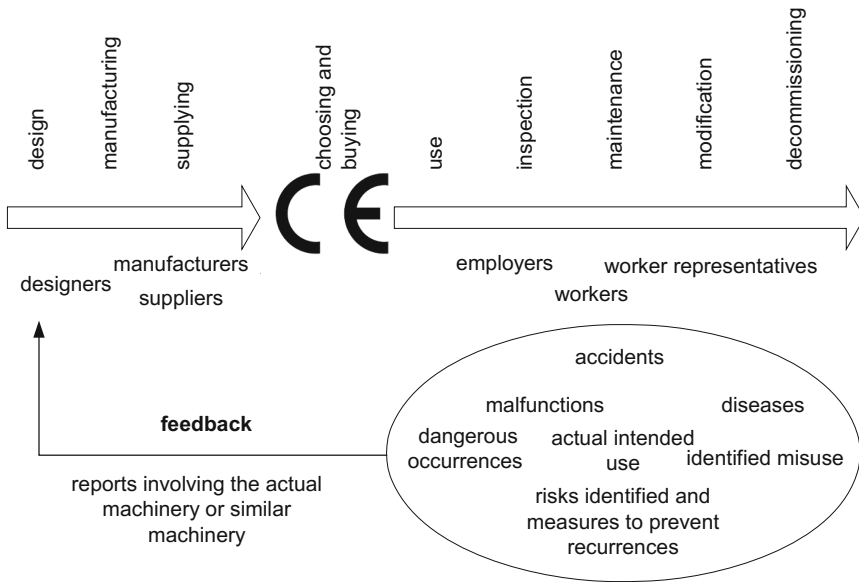 design
manufacturing
supplying
choosing and
buying
use
inspection
maintenance
modification
decommissioning
CE
designers
manufacturers
suppliers
employers
worker representatives
workers
feedback
reports involving the actual
machinery or similar
machinery
accidents
malfunctions
diseases
dangerous
occurrences
actual intended
use
identified misuse
risks identified and
measures to prevent
recurrences